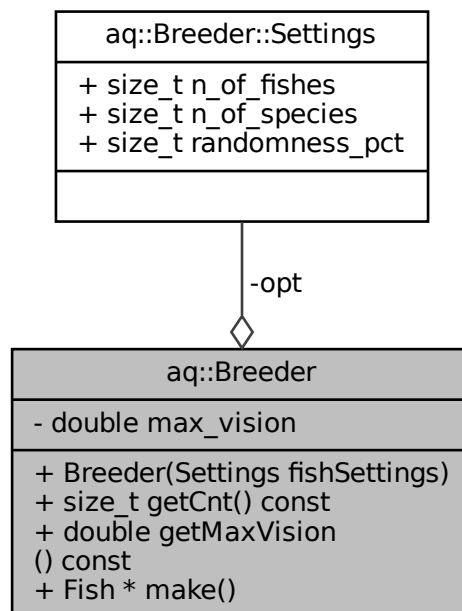 aq::Breeder::Settings
+ size_t n_of_fishes
+ size_t n_of_species
+ size_t randomness_pct
-opt
aq::Breeder
- double max_vision
+ Breeder(Settings fishSettings)
+ size_t getCnt() const
+ double getMaxVision
() const
+ Fish * make()